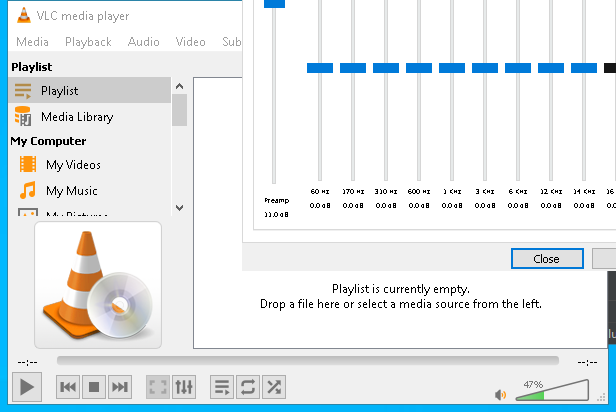 VLC media player
Media Playback Audio Video Sub
Playlist
Playlist
Media Library
My Computer
My Videos
My Music
My Pictures
Preamp
11.0 dB
60 Hz 170 Hz 310 Hz 600 Hz 1 KHz 3 KHz 6 KHz 12 KHz 14 KHz 16
0.0 dB 0.0 dB 0.0 dB 0.0 dB 0.0 dB 0.0 dB 0.0 dB 0.0 dB 0.0 dB 0.0
Close
Playlist is currently empty.
Drop a file here or select a media source from the left.
--:-- --:--
47%